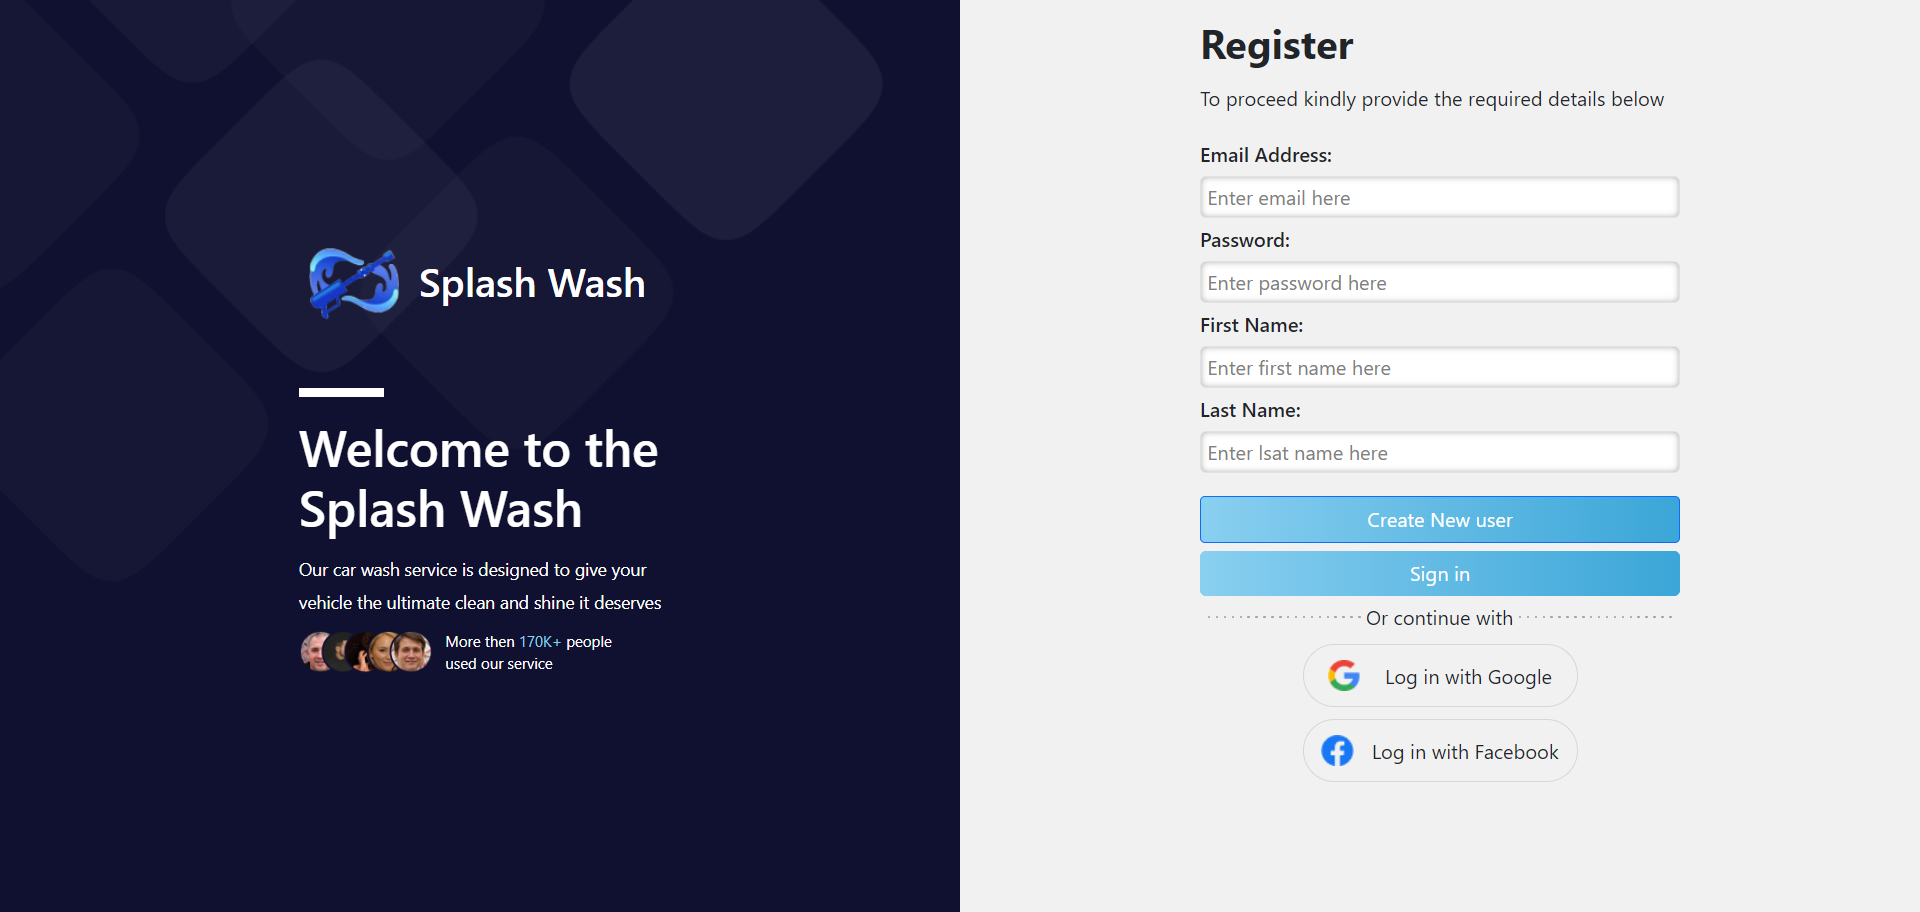 Splash Wash
Welcome to the
Splash Wash
Our car wash service is designed to give your
vehicle the ultimate clean and shine it deserves
More then 170K+ people
used our service
Register
To proceed kindly provide the required details below
Email Address:
Enter email here
Password:
Enter password here
First Name:
Enter first name here
Last Name:
Enter lsat name here
Create New user
Sign in
Or continue with
Log in with Google
Log in with Facebook